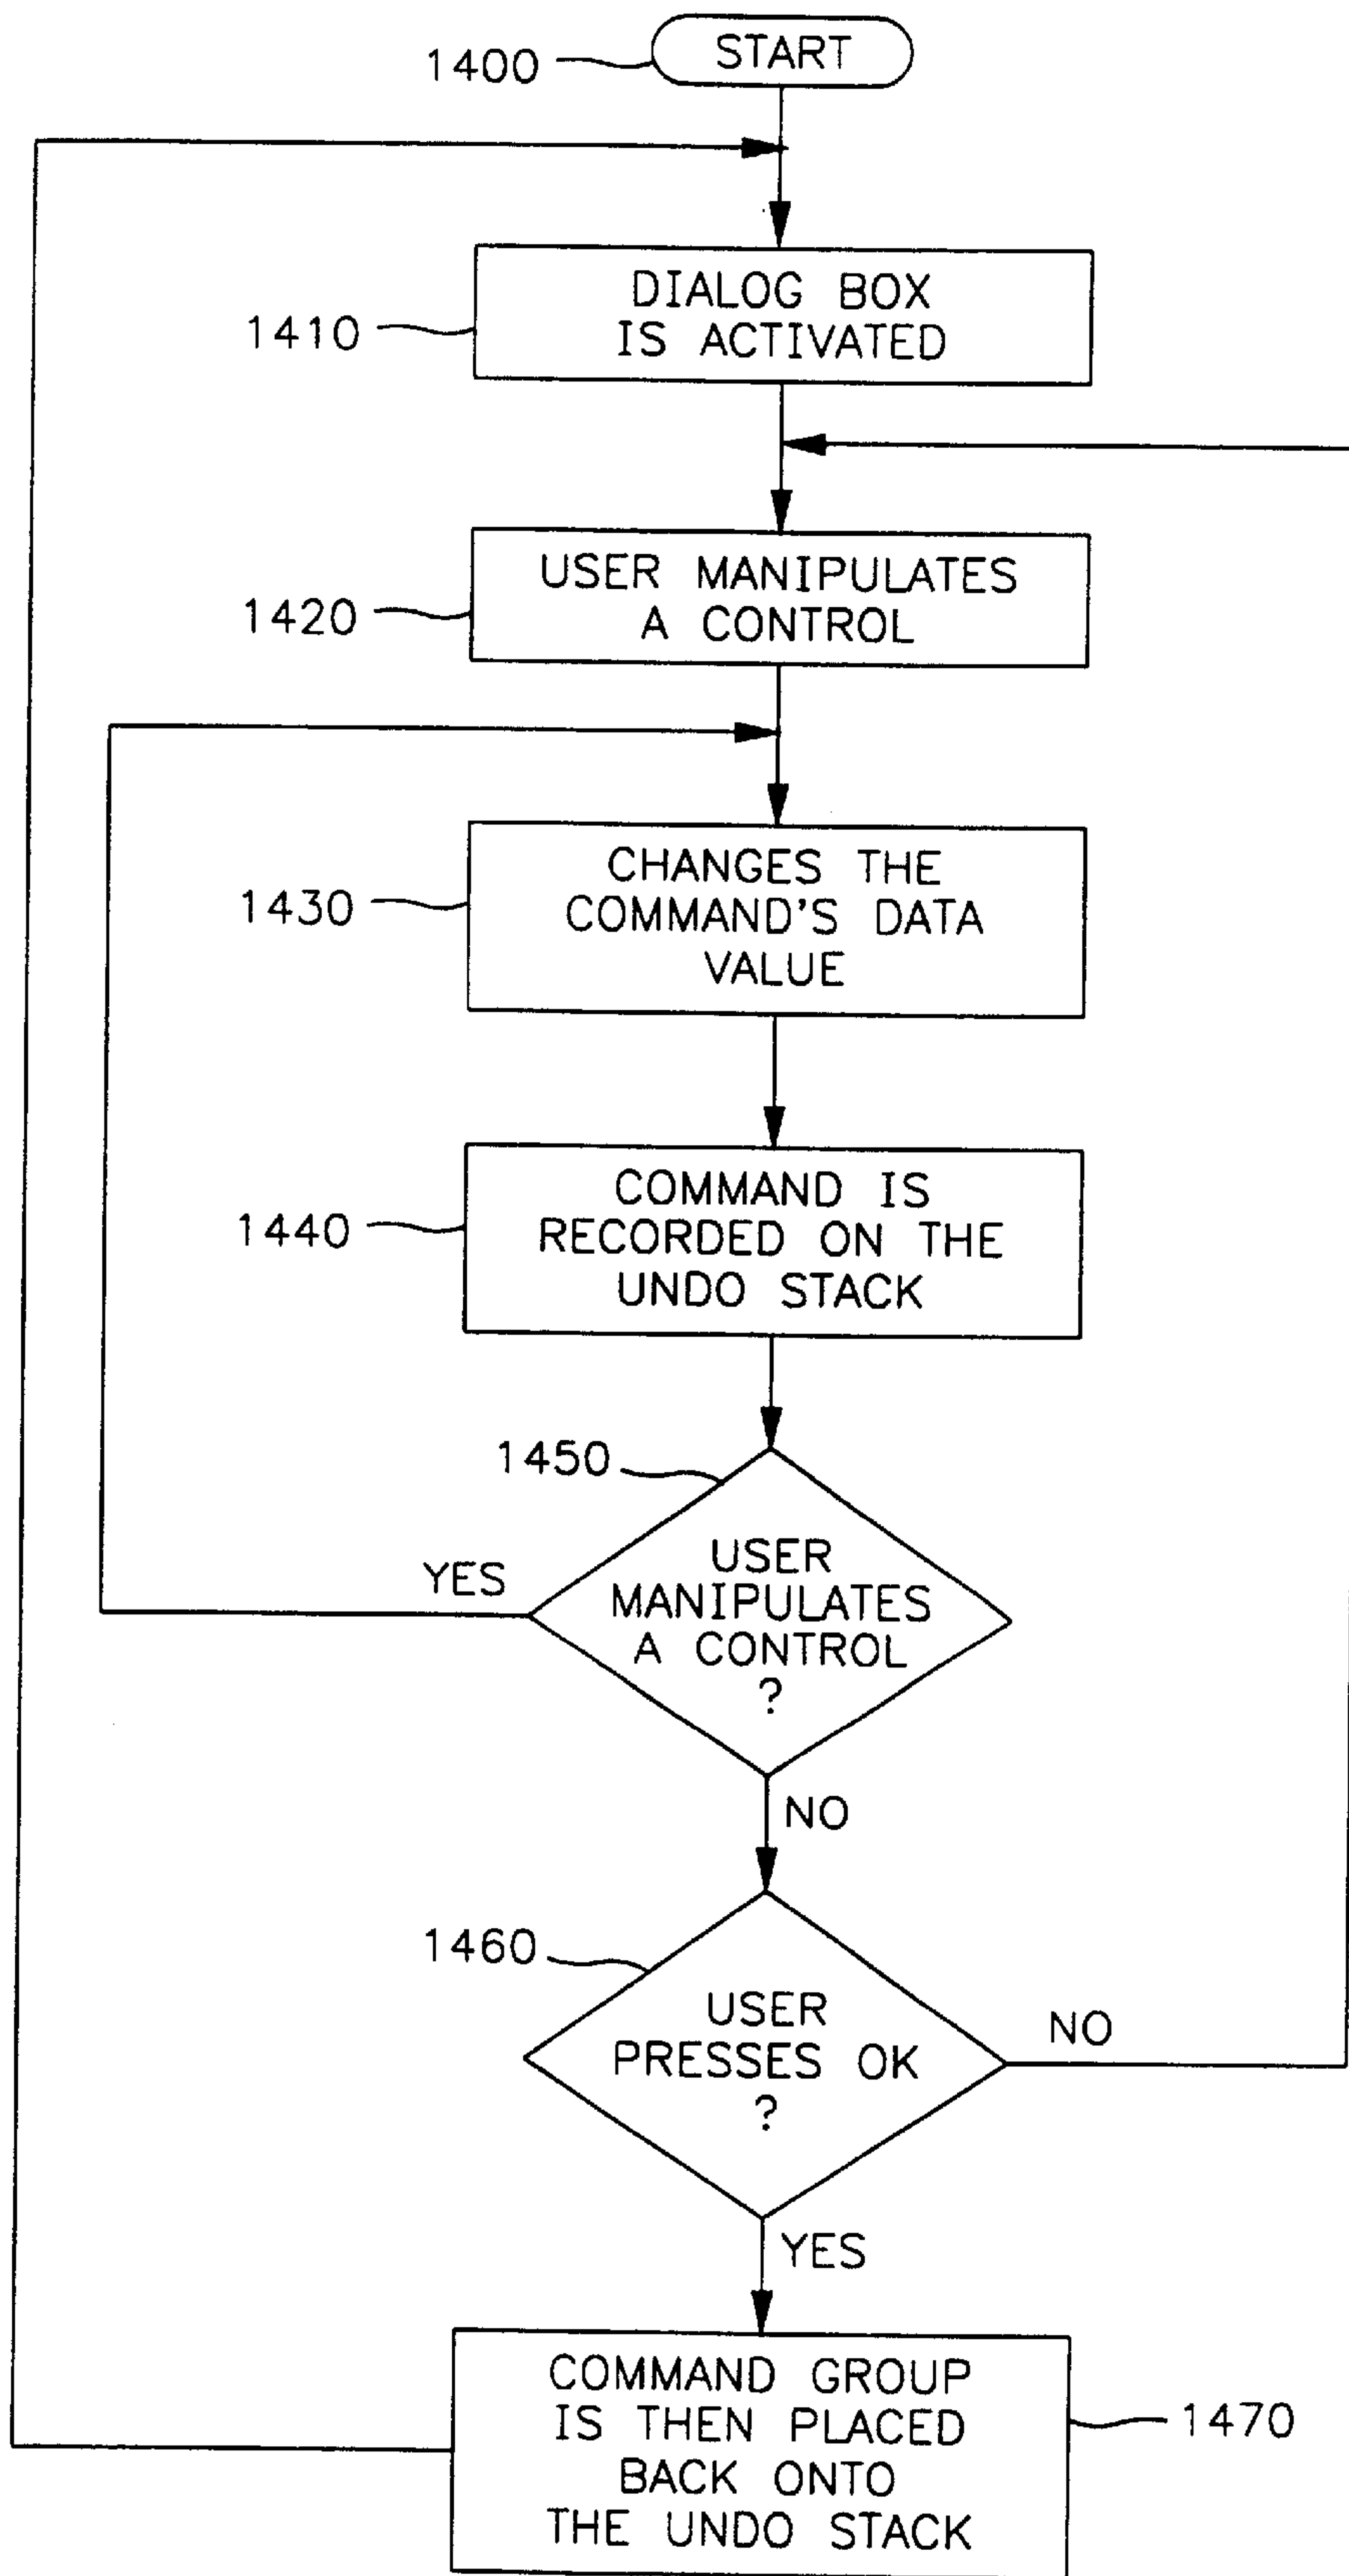 1400
START
1410
DIALOG BOX
IS ACTIVATED
1420
USER MANIPULATES
A CONTROL
1430
CHANGES THE
COMMAND'S DATA
VALUE
1440
COMMAND IS
RECORDED ON THE
UNDO STACK
1450
YES
USER
MANIPULATES
A CONTROL
?
NO
1460
USER
PRESSES OK
?
NO
YES
COMMAND GROUP
IS THEN PLACED
BACK ONTO
THE UNDO STACK
1470